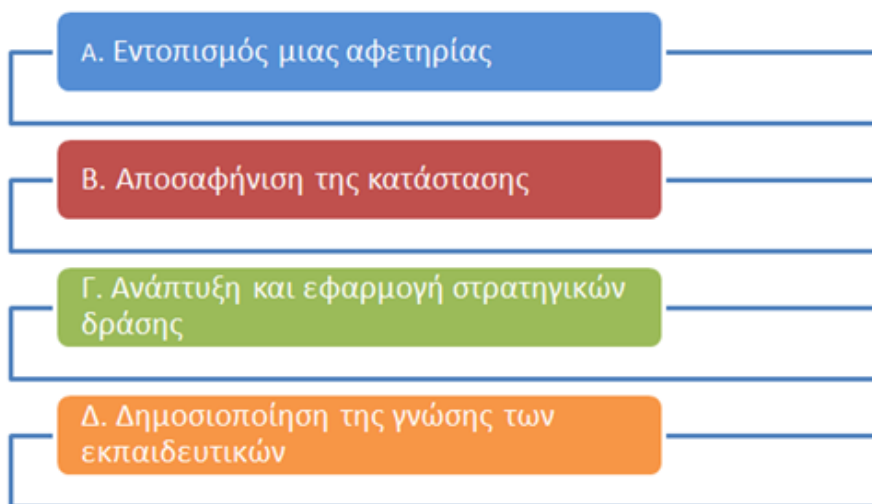 Α. Εντοπισμός μιας αφετηρίας
Β. Αποσαφήνιση της κατάστασης
Γ. Ανάπτυξη και εφαρμογή στρατηγικών
δράσης
Δ. Δημοσιοποίηση της γνώσης των
εκπαιδευτικών